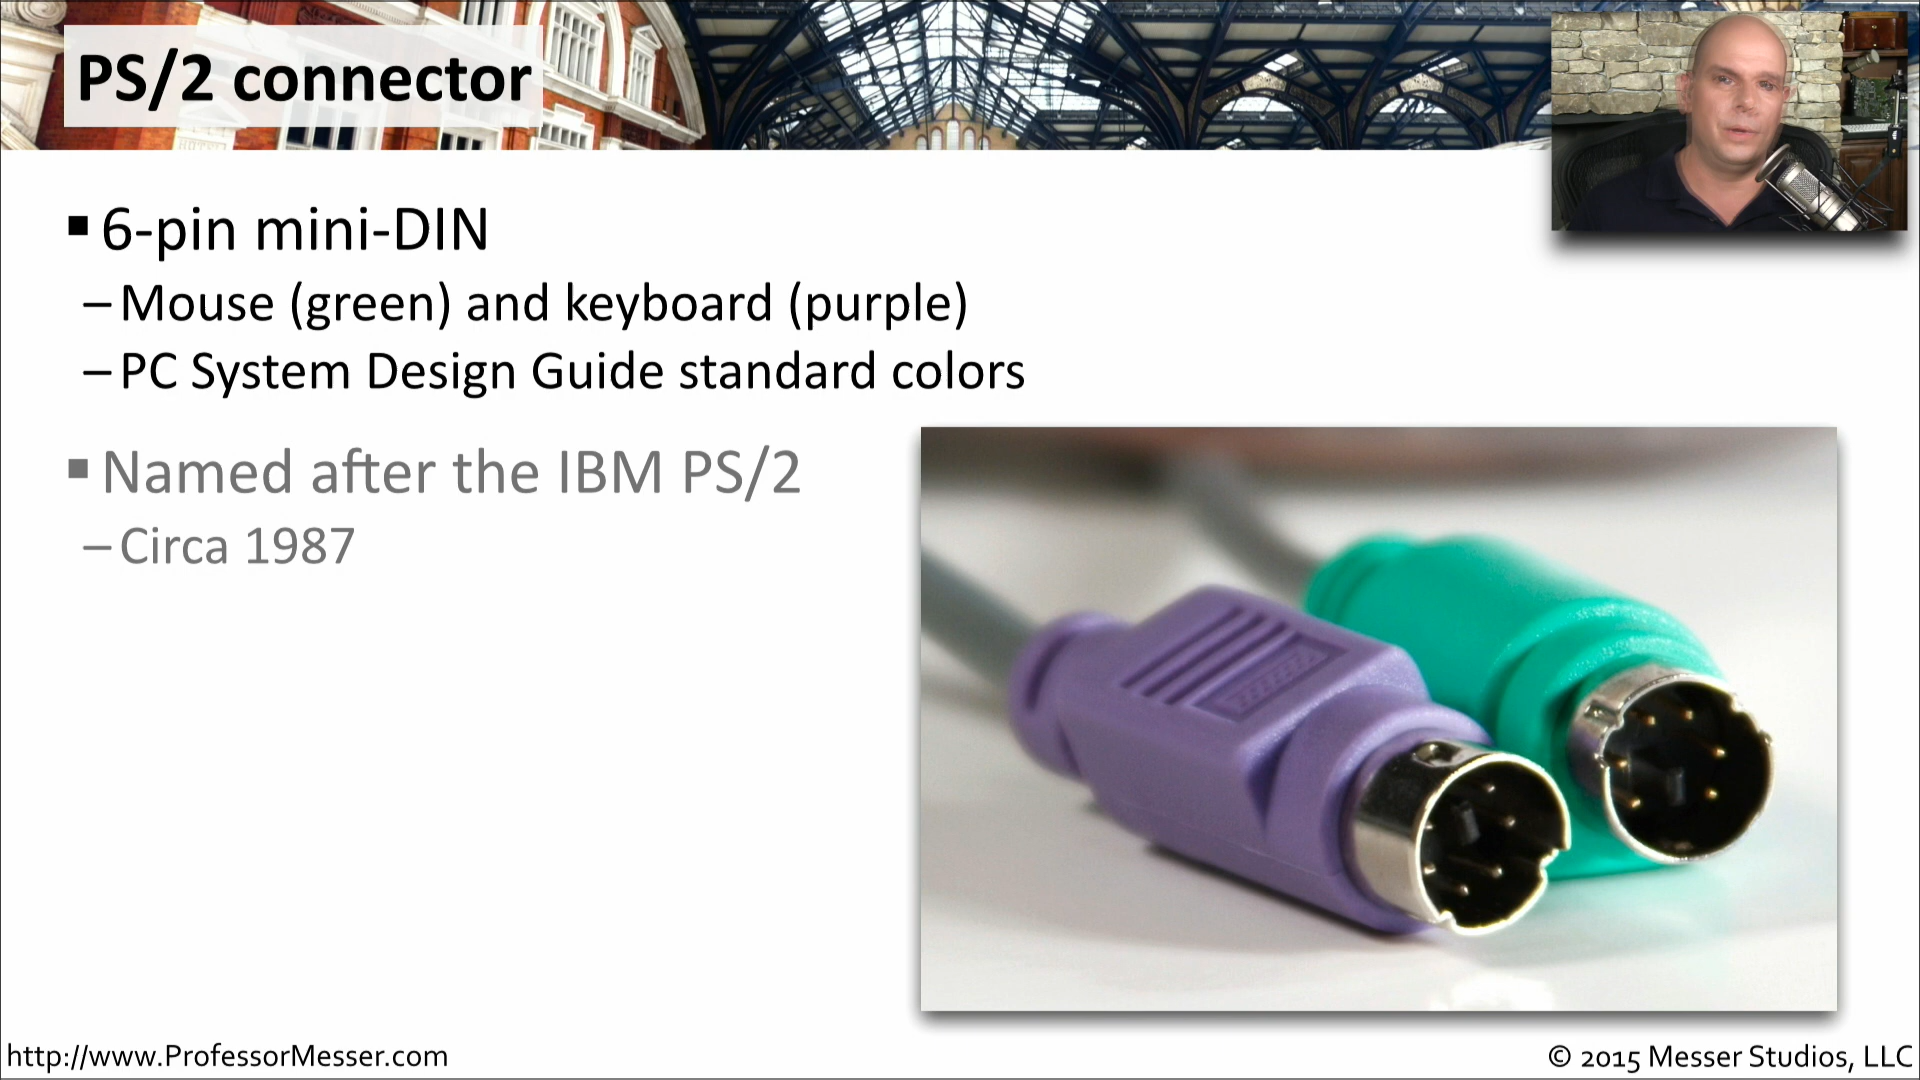 PS/2 connector
▪ 6-pin mini-DIN
– Mouse (green) and keyboard (purple)
– PC System Design Guide standard colors
▪ Named after the IBM PS/2
– Circa 1987
http://www.ProfessorMesser.com
© 2015 Messer Studios, LLC